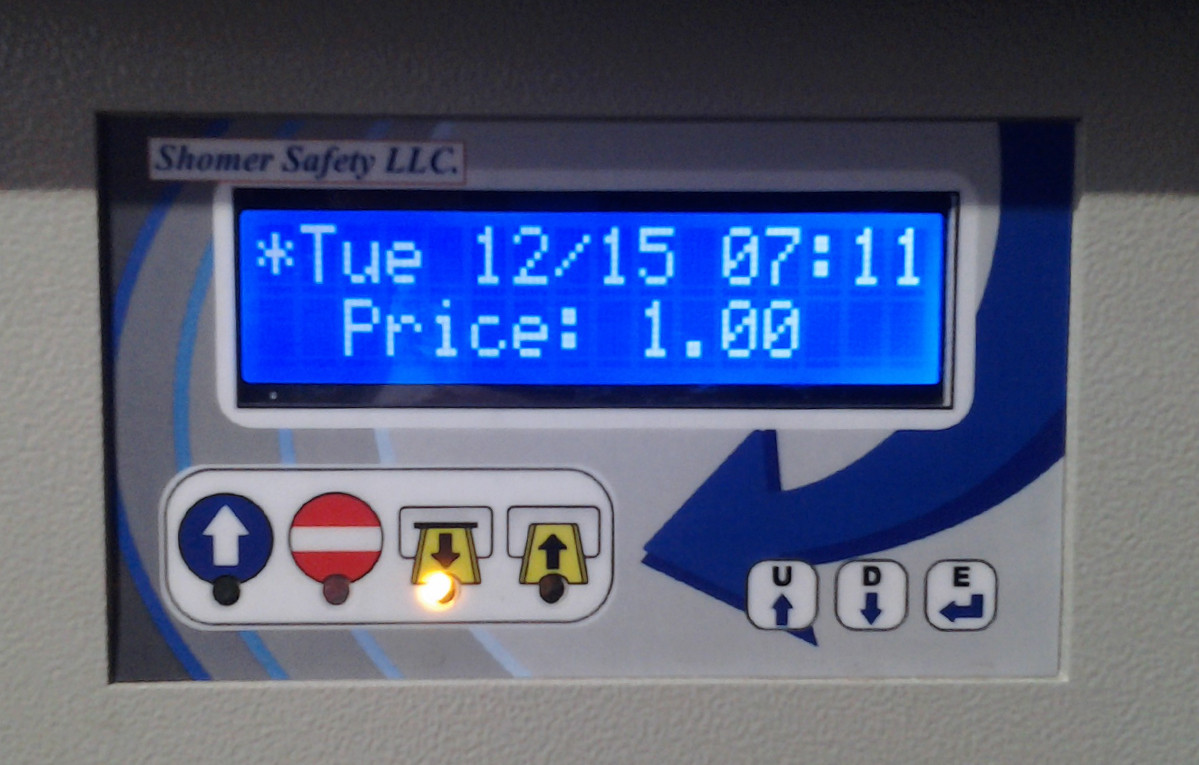 Shomer Safety LLC.
*Tue 12/15 07:11
Price: 1.00
U D E